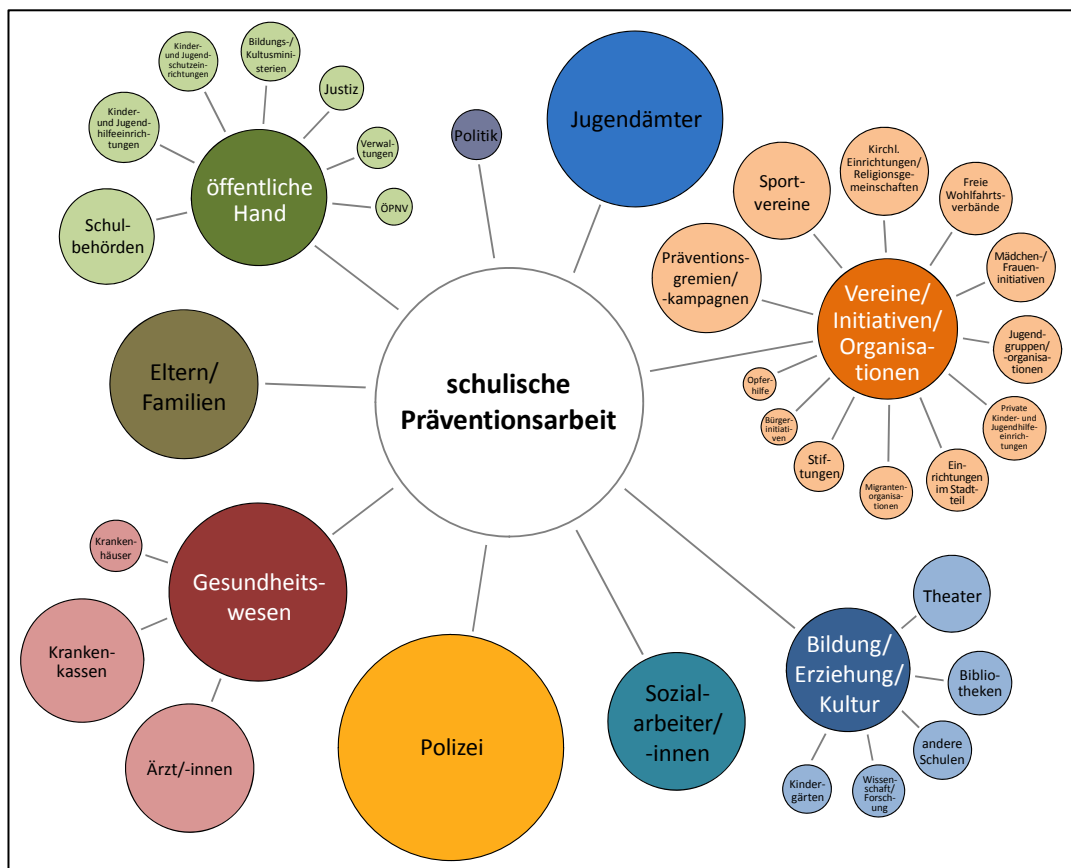 Kinder-
und Jugend-
schutzein-
richtungen
Bildungs-/
Kultusmini-
sterien
Justiz
Kinder-
und Jugend-
hilfeeinrich-
tungen
Verwal-
tungen
öffentliche
Hand
ÖPNV
Schul-
behörden
Politik
Jugendämter
Sport-
vereine
Kirchl.
Einrichtungen/
Religionsge-
meinschaften
Freie
Wohlfahrts-
verbände
Präventions-
gremien/
-kampagnen
Mädchen-/
Frauen-
initiativen
Vereine/
Initiativen/
Organisa-
tionen
Jugend-
gruppen/
-organisa-
tionen
Opfer-
hilfe
Bürger-
initiati-
ven
Stif-
tungen
Migranten-
organisa-
tionen
Ein-
richtungen
im Stadt-
teil
Private
Kinder- und
Jugendhilfe-
einrich-
tungen
Eltern/
Familien
schulische
Präventionsarbeit
Kranken-
häuser
Gesundheits-
wesen
Kranken-
kassen
Ärzt/-innen
Polizei
Sozial-
arbeiter/
-innen
Bildung/
Erziehung/
Kultur
Theater
Biblio-
theken
andere
Schulen
Wissen-
schaft/
Forsch-
ung
Kinder-
gärten